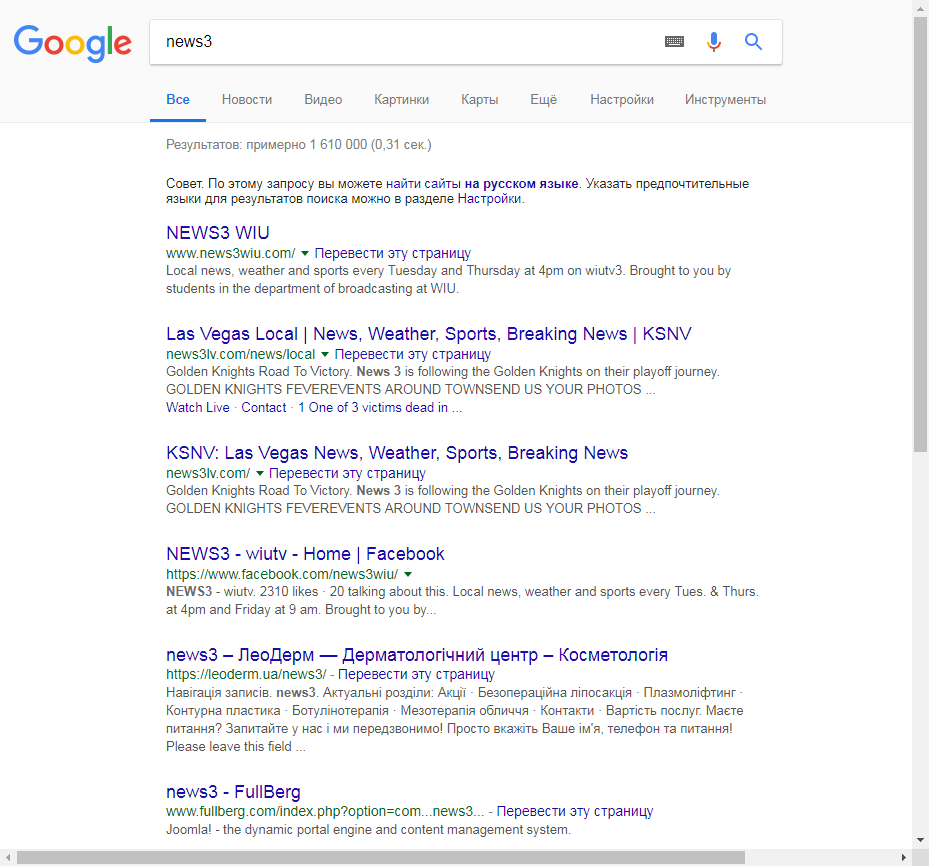 Google
news3
Все Новости Видео Картинки Карты Ещё Настройки Инструменты
Результатов: примерно 1 610 000 (0,31 сек.)
Совет. По этому запросу вы можете найти сайты на русском языке. Указать предпочтительные
языки для результатов поиска можно в разделе Настройки.
NEWS3 WIU
www.news3wiu.com/ Перевести эту страницу
Local news, weather and sports every Tuesday and Thursday at 4pm on wiutv3. Brought to you by
students in the department of broadcasting at WIU.
Las Vegas Local | News, Weather, Sports, Breaking News | KSNV
news3lv.com/news/local Перевести эту страницу
Golden Knights Road To Victory. News 3 is following the Golden Knights on their playoff journey.
GOLDEN KNIGHTS FEVEREVENTS AROUND TOWNSEND US YOUR PHOTOS ...
Watch Live · Contact · 1 One of 3 victims dead in ...
KSNV: Las Vegas News, Weather, Sports, Breaking News
news3lv.com/ Перевести эту страницу
Golden Knights Road To Victory. News 3 is following the Golden Knights on their playoff journey.
GOLDEN KNIGHTS FEVEREVENTS AROUND TOWNSEND US YOUR PHOTOS ...
NEWS3 - wiutv - Home | Facebook
https://www.facebook.com/news3wiu/
NEWS3 - wiutv. 2310 likes · 20 talking about this. Local news, weather and sports every Tues. & Thurs.
at 4pm and Friday at 9 am. Brought to you by...
news3 – ЛеоДерм — Дерматологічний центр – Косметологія
https://leoderm.ua/news3/ - Перевести эту страницу
Навігація записів. news3. Актуальні розділи: Акції · Безопераційна ліпосакція · Плазмоліфтинг ·
Контурна пластика · Ботулінотерапія · Мезотерапія обличчя · Контакти · Вартість послуг. Маєте
питання? Запитайте у нас і ми передзвонимо! Просто вкажіть Ваше ім'я, телефон та питання!
Please leave this field ...
news3 - FullBerg
www.fullberg.com/index.php?option=com...news3... - Перевести эту страницу
Joomla! - the dynamic portal engine and content management system.